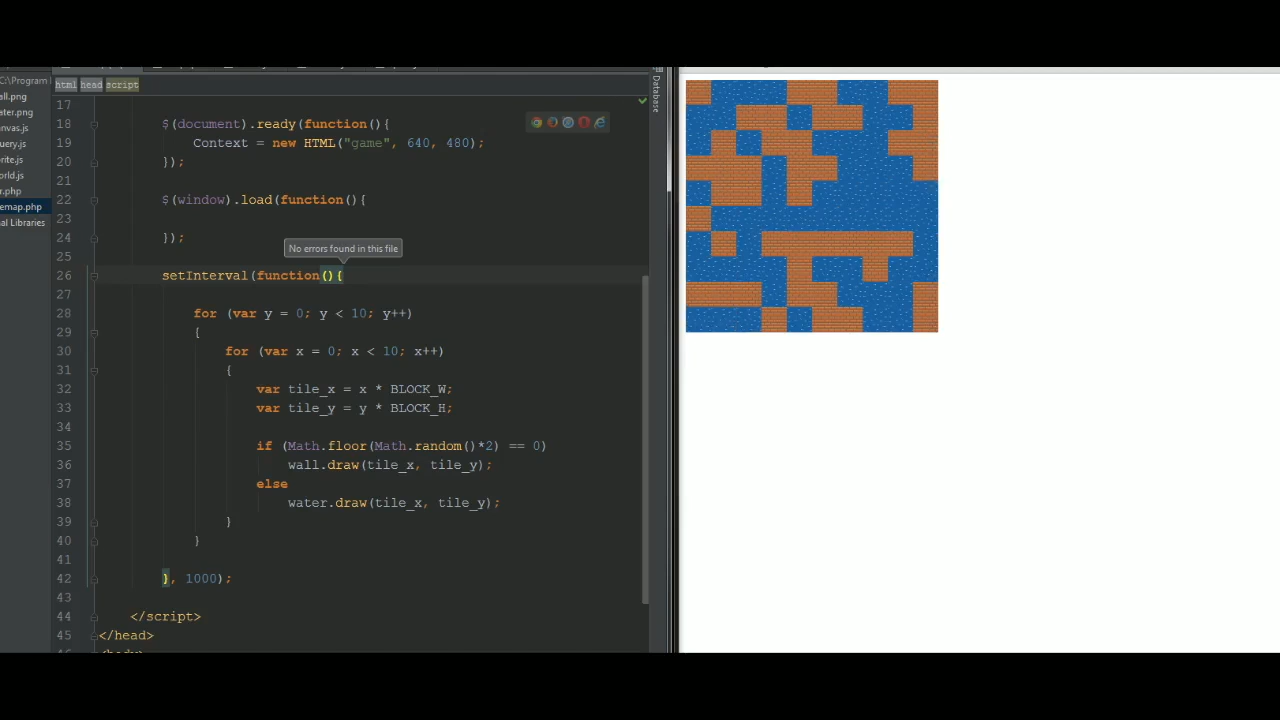 C:\Program
all.png
ater.png
anvas.js
query.js
rite.js
orld.js
r.php
emap.php
nal Libraries
html head script
Database
17
18 $(document).ready(function(){
19 Context = new HTML("game", 640, 480);
20 });
21
22 $(window).load(function(){
23
24 });
No errors found in this file
25
26 setInterval(function(){
27
28 for (var y = 0; y < 10; y++)
29 {
30 for (var x = 0; x < 10; x++)
31 {
32 var tile_x = x * BLOCK_W;
33 var tile_y = y * BLOCK_H;
34
35 if (Math.floor(Math.random()*2) == 0)
36 wall.draw(tile_x, tile_y);
37 else
38 water.draw(tile_x, tile_y);
39 }
40 }
41
42 }, 1000);
43
44 </script>
45 </head>